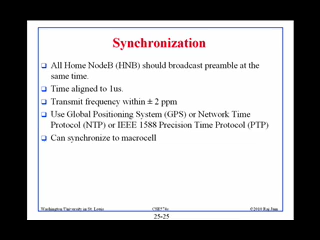 Synchronization
All Home NodeB (HNB) should broadcast preamble at the
same time.
Time aligned to 1us.
Transmit frequency within ± 2 ppm
Use Global Positioning System (GPS) or Network Time
Protocol (NTP) or IEEE 1588 Precision Time Protocol (PTP)
Can synchronize to macrocell
Washington University in St. Louis CSE574s ©2016 Raj Jain
25-25